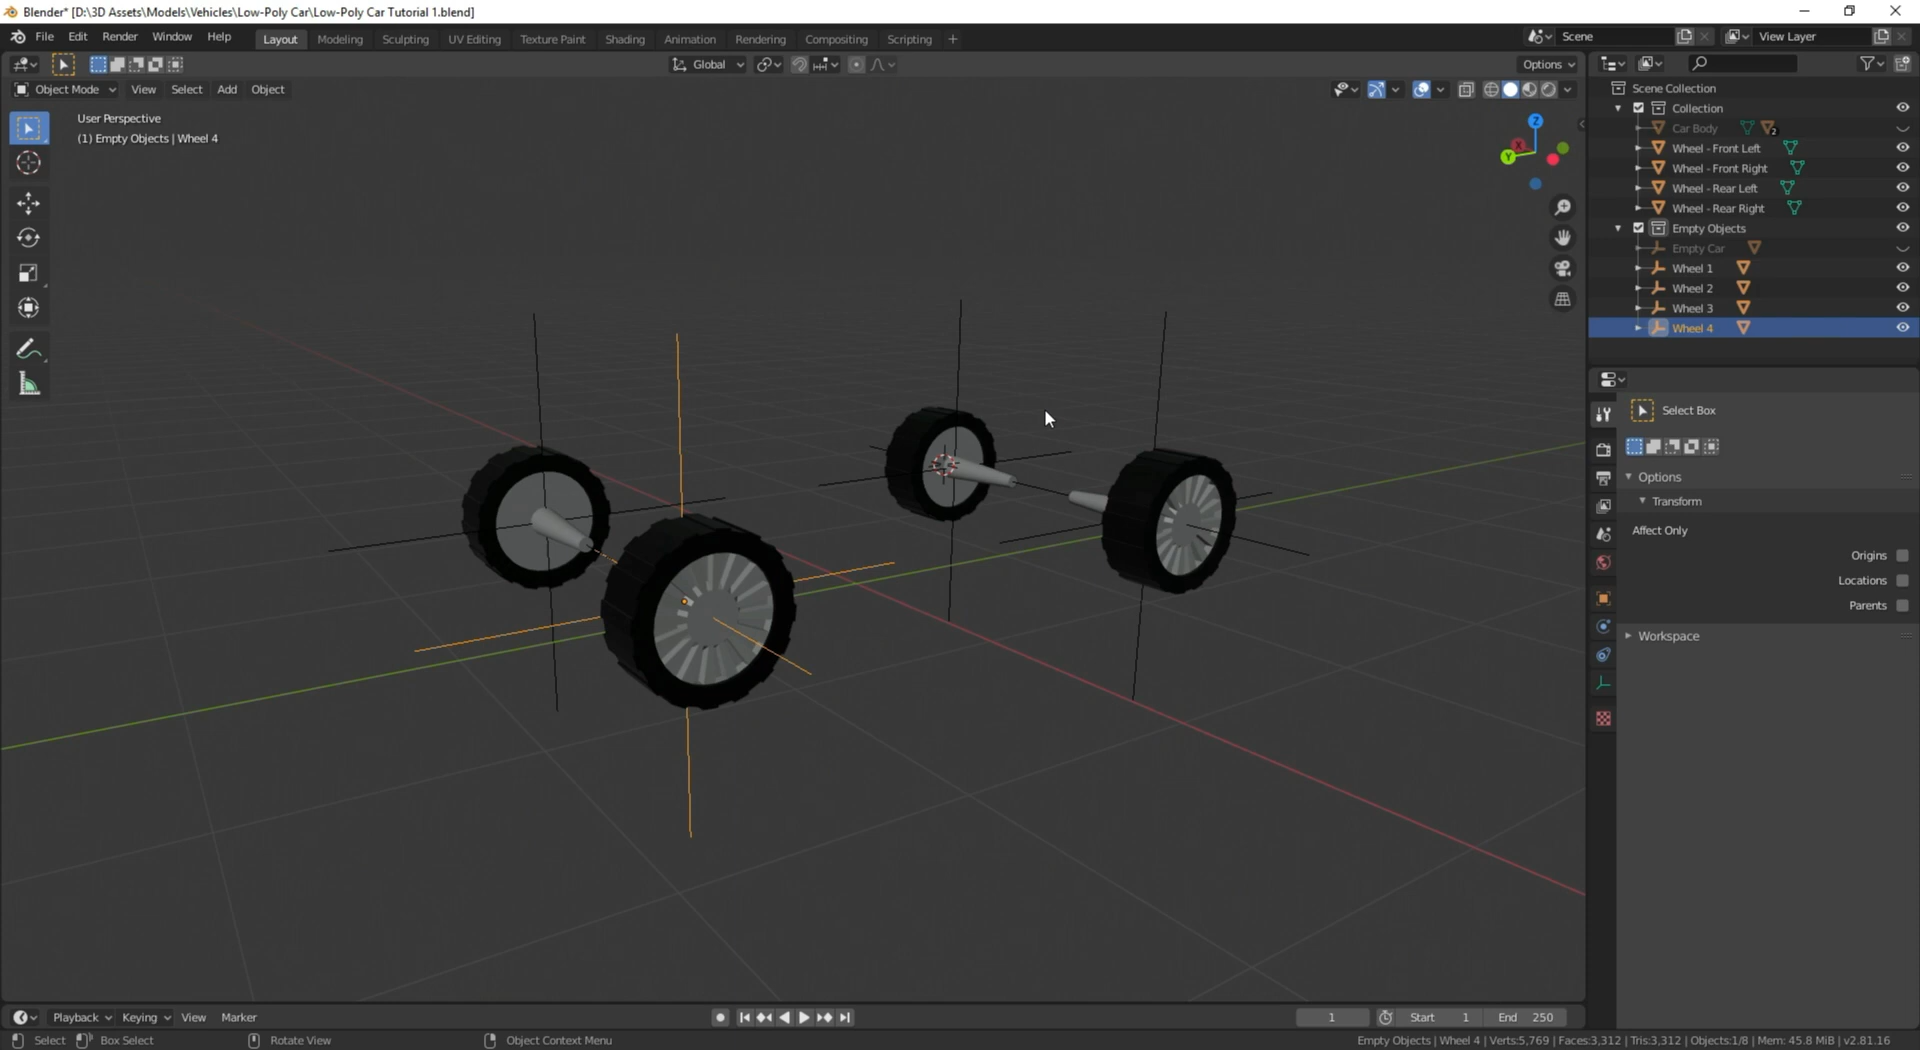 Blender* [D:\3D Assets\Models\Vehicles\Low-Poly Car\Low-Poly Car Tutorial 1.blend]
File Edit Render Window Help Layout Modeling Sculpting UV Editing Texture Paint Shading Animation Rendering Compositing Scripting + Scene View Layer
Global Options
Object Mode View Select Add Object
User Perspective
(1) Empty Objects | Wheel 4
Z
X
Y
Scene Collection
Collection
Car Body 2
Wheel - Front Left
Wheel - Front Right
Wheel - Rear Left
Wheel - Rear Right
Empty Objects
Empty Car
Wheel 1
Wheel 2
Wheel 3
Wheel 4
Select Box
Options
Transform
Affect Only
Origins
Locations
Parents
Workspace
Playback Keying View Marker 1 Start 1 End 250
Select Box Select Rotate View Object Context Menu Empty Objects | Wheel 4 | Verts:5,769 | Faces:3,312 | Tris:3,312 | Objects:1/8 | Mem: 45.8 MiB | v2.81.16